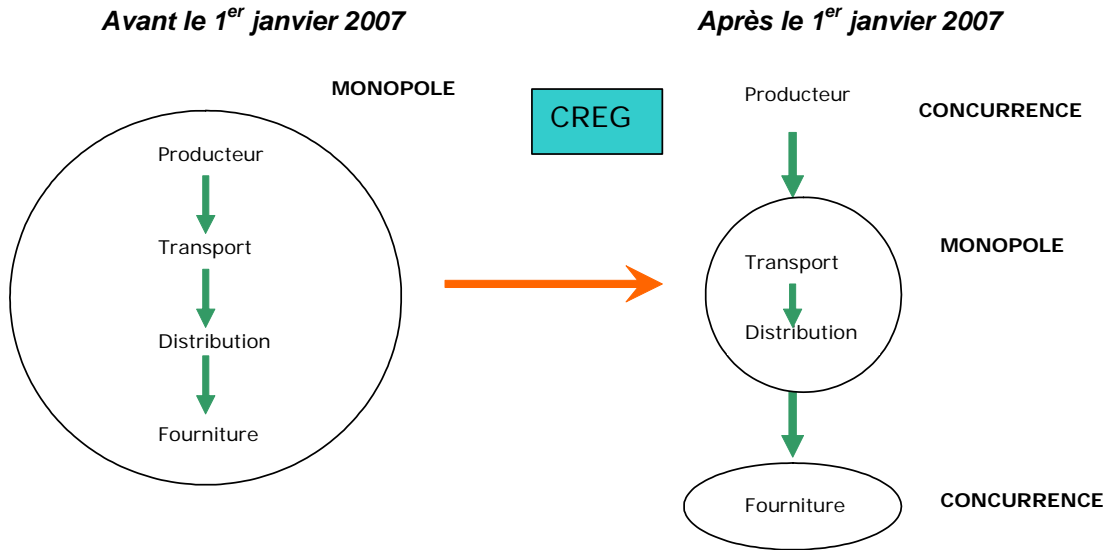 Avant le 1er janvier 2007
MONOPOLE
Producteur
Transport
Distribution
Fourniture
CREG
Après le 1er janvier 2007
Producteur
CONCURRENCE
MONOPOLE
Transport
Distribution
Fourniture
CONCURRENCE